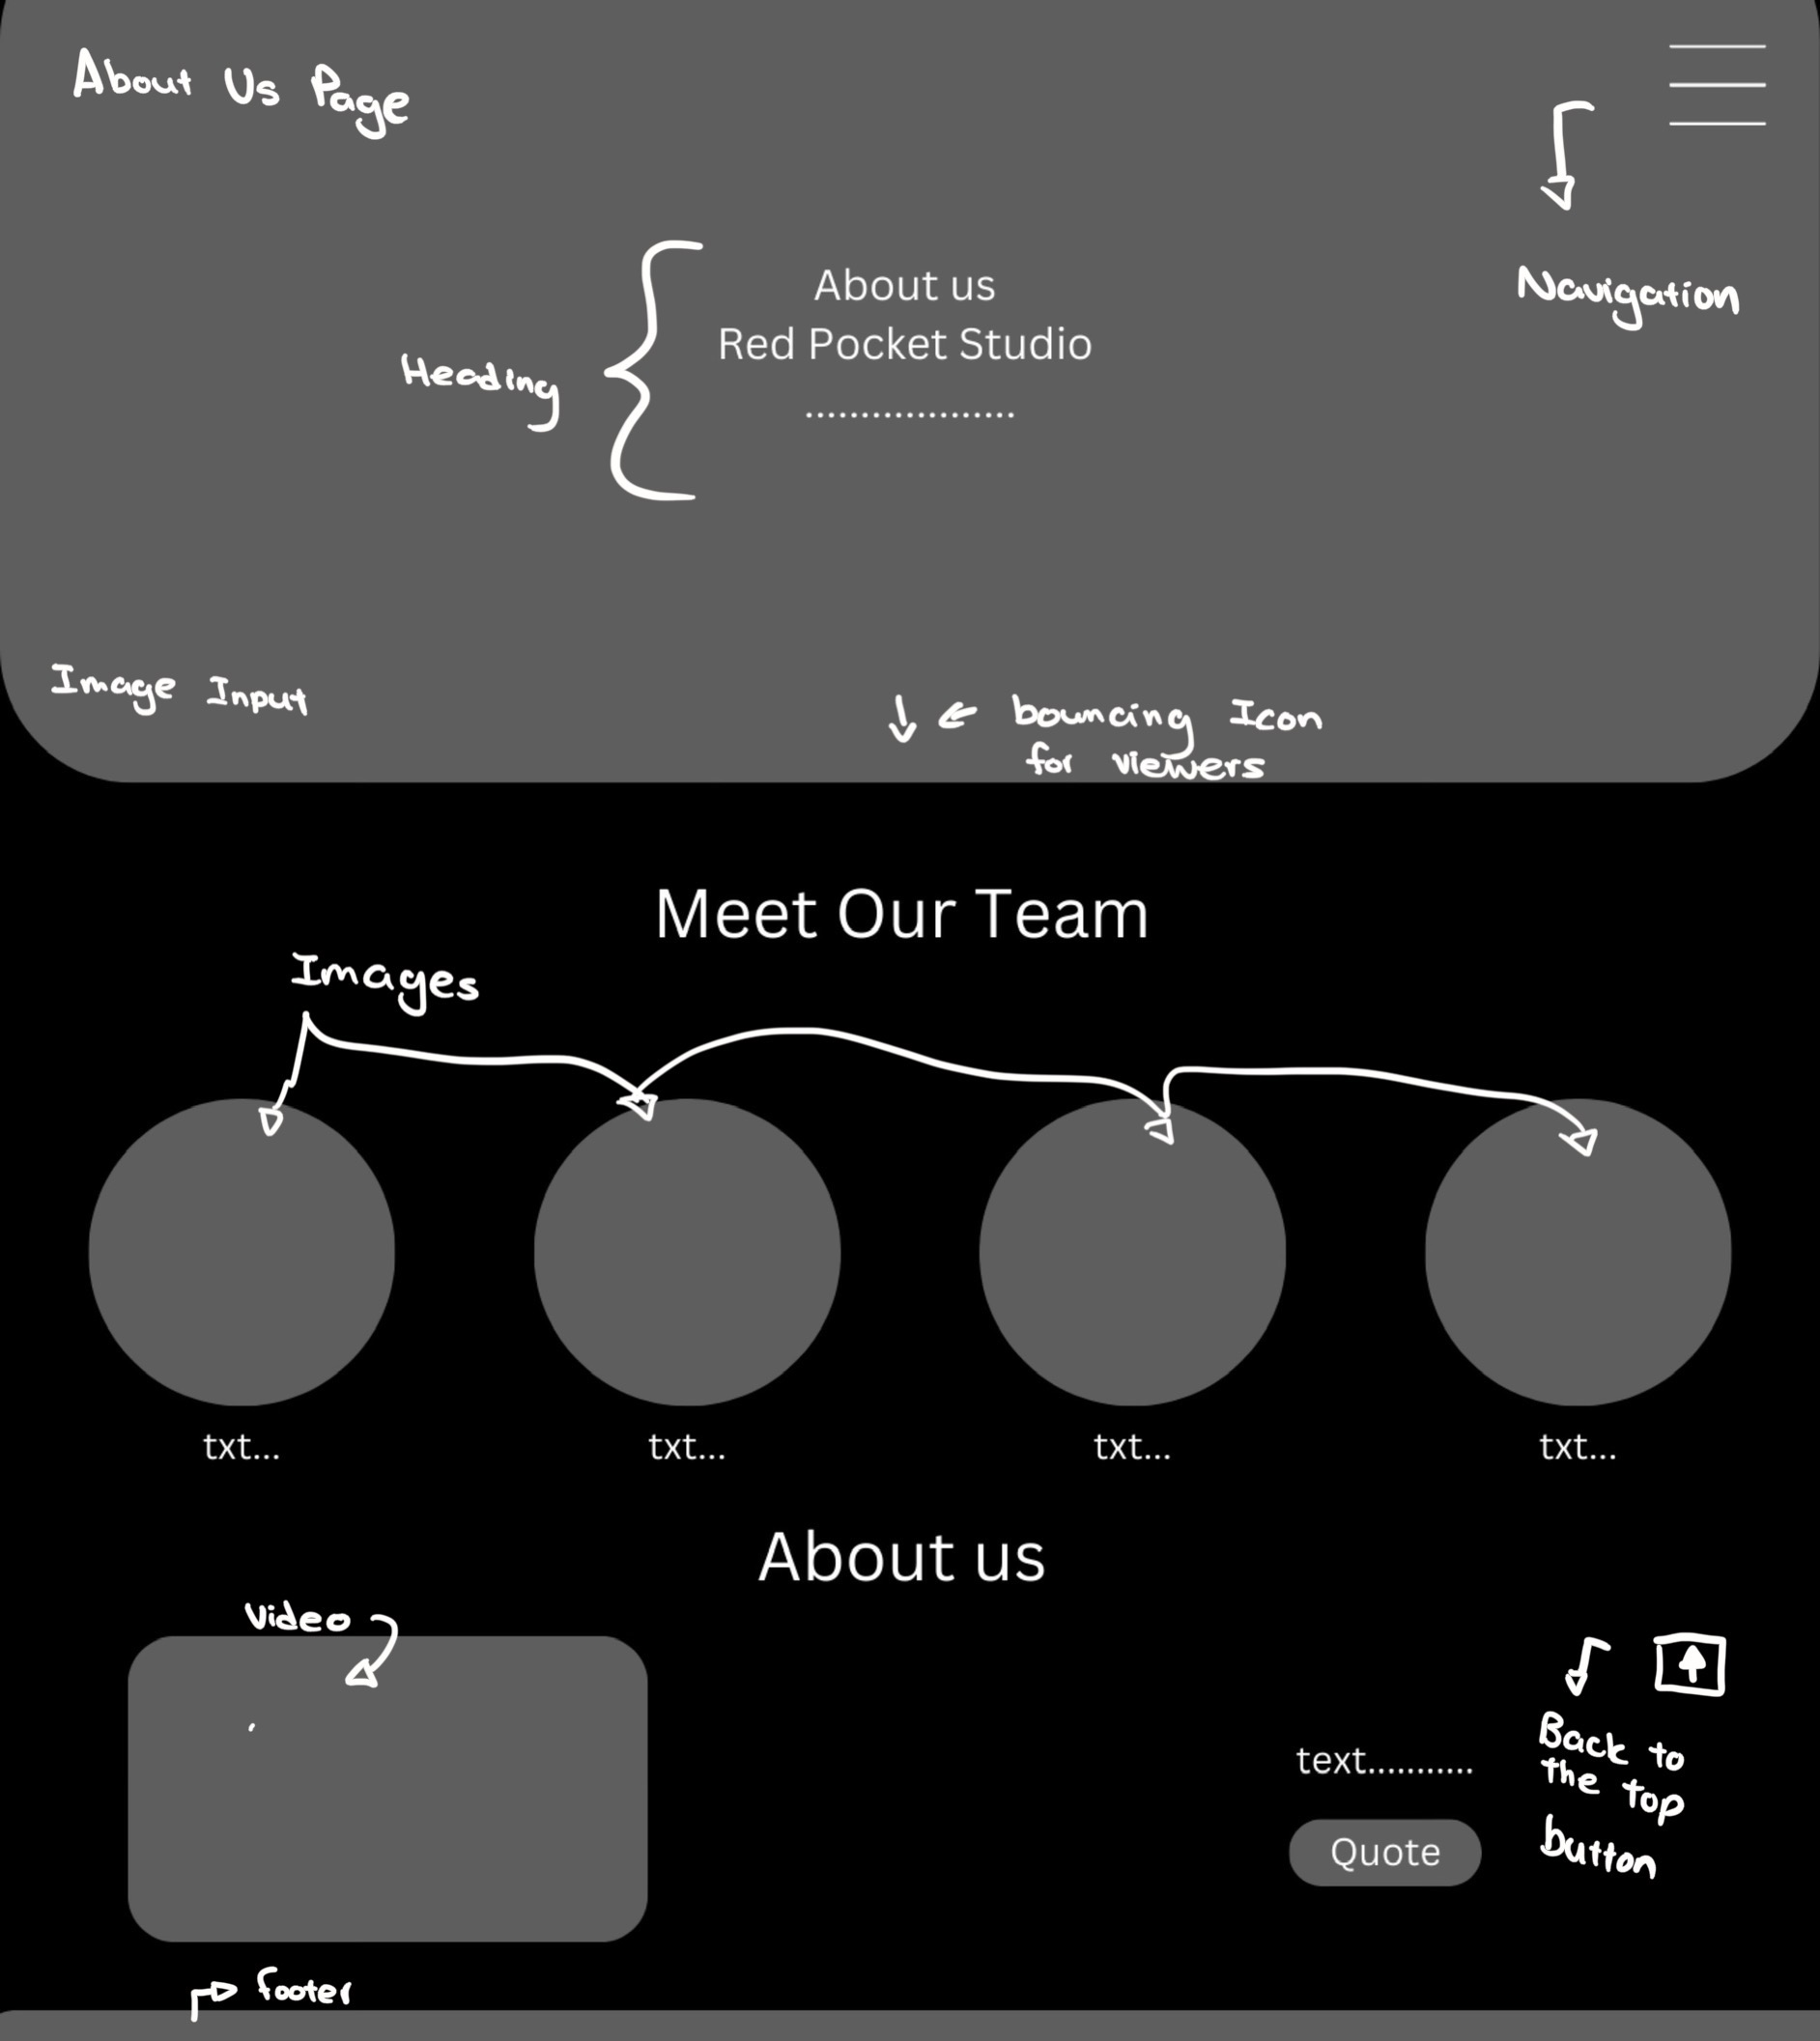 About Us Page
Navigation
About us
Red Pocket Studio
.................
Heading
Image Input
bouncing Icon
for viewers
Meet Our Team
Images
txt... txt... txt... txt...
About us
Video
text...........
Back to
the top
button
Quote
footer